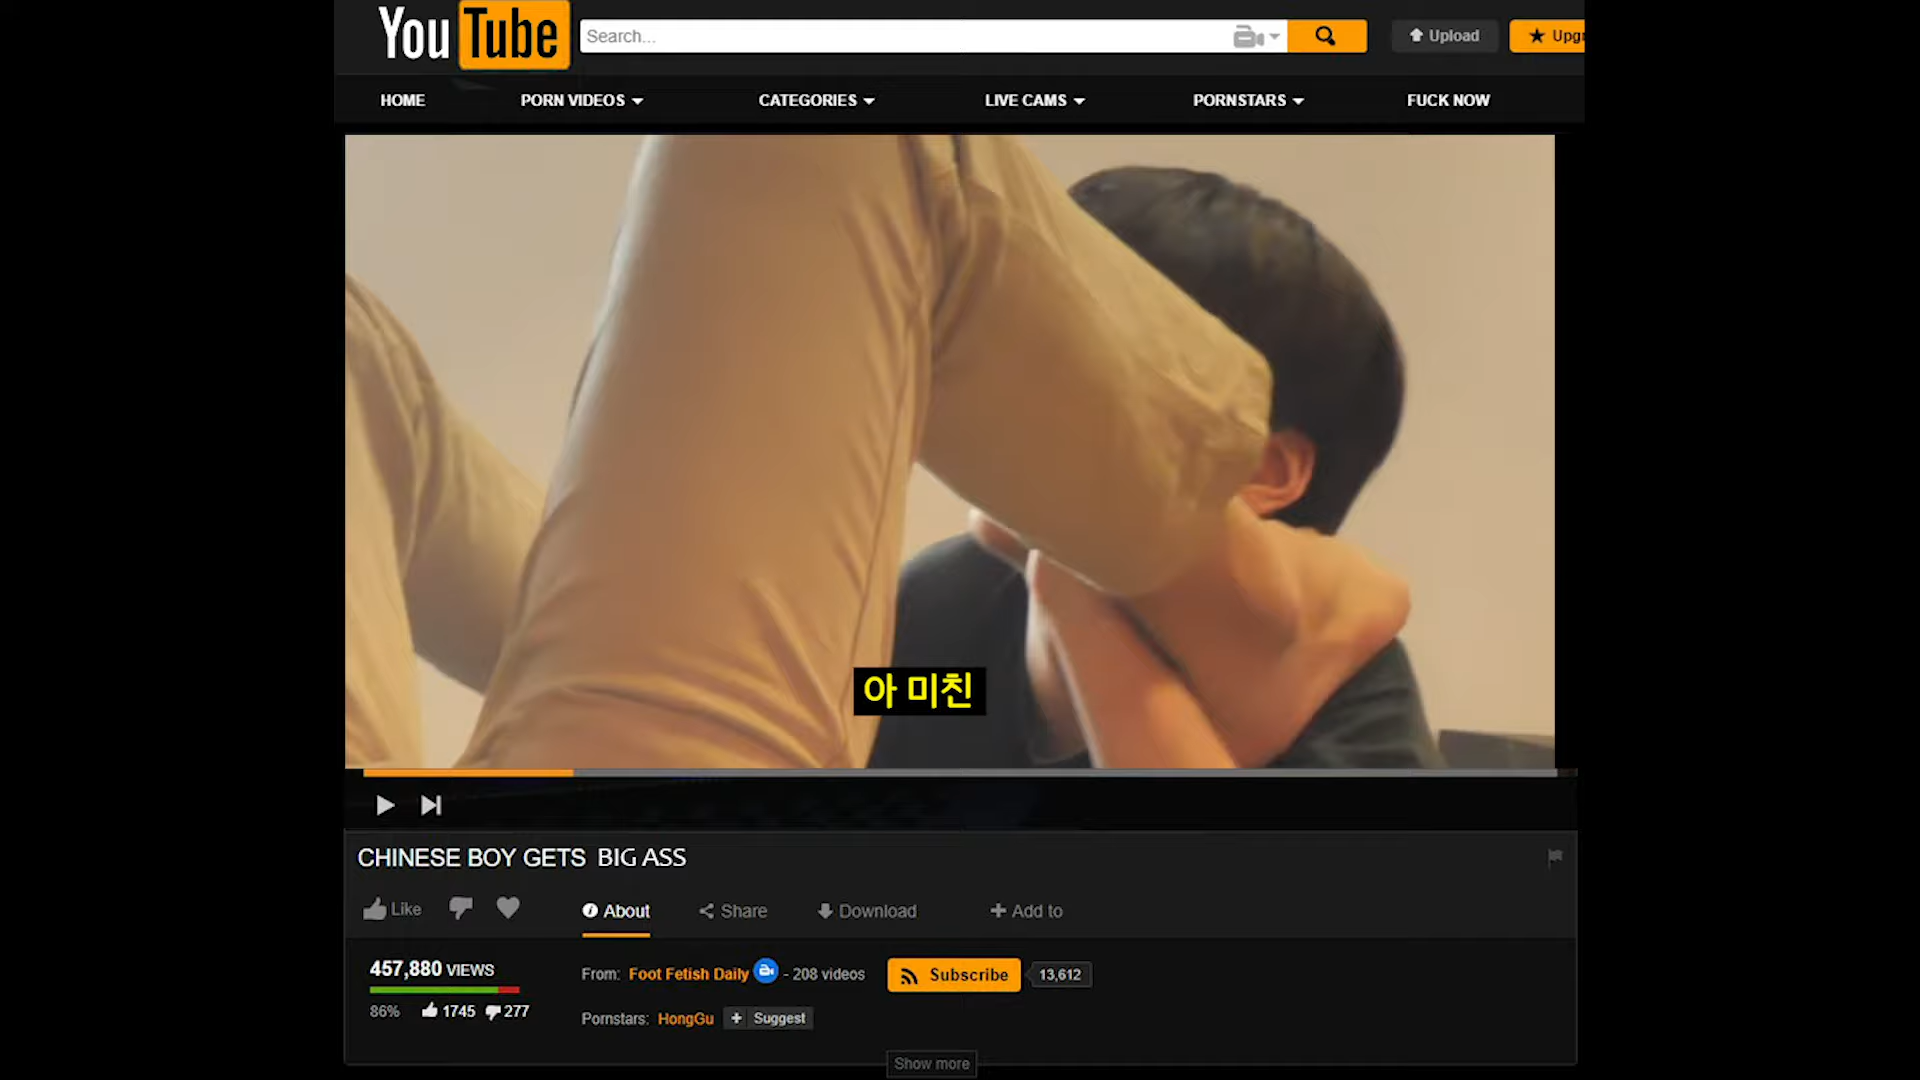 YouTube
Search...
Upload
Upgr
HOME
PORN VIDEOS
CATEGORIES
LIVE CAMS
PORNSTARS
FUCK NOW
아 미친
CHINESE BOY GETS BIG ASS
Like
About
Share
Download
Add to
457,880 VIEWS
86% 1745 277
From: Foot Fetish Daily - 208 videos
Subscribe 13,612
Pornstars: HongGu + Suggest
Show more